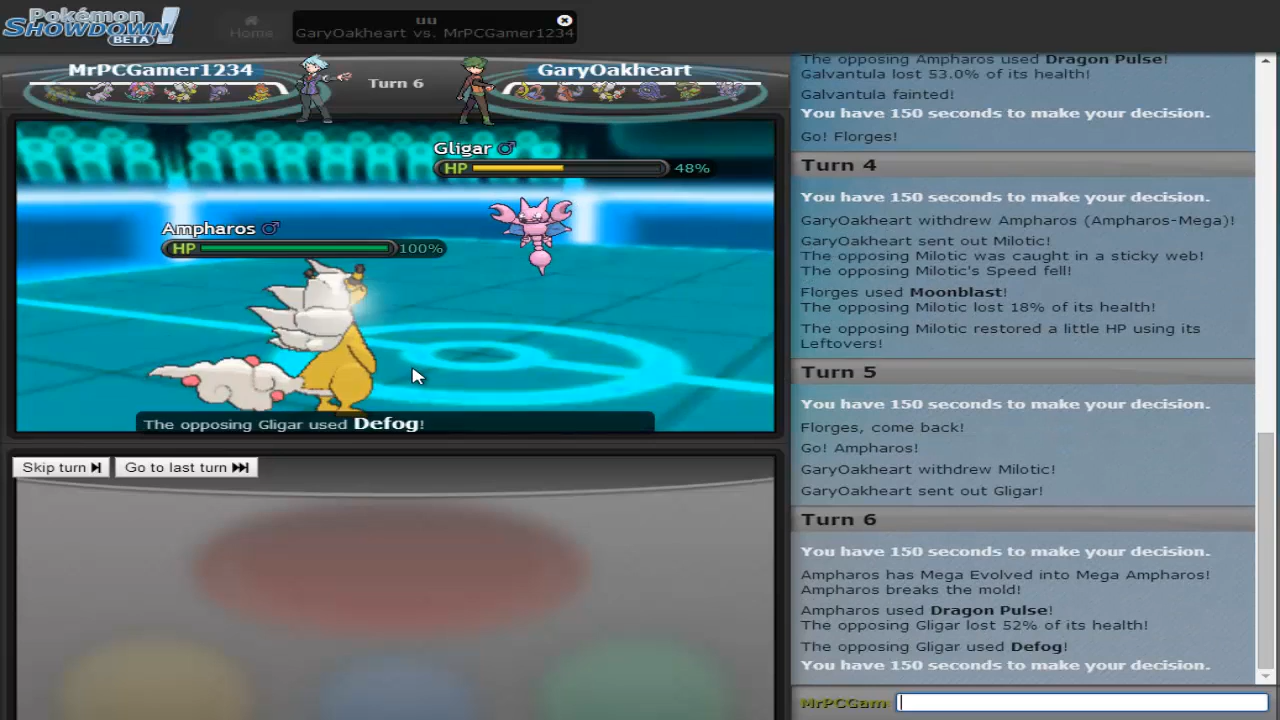 Pokémon
SHOWDOWN!
BETA
Home
uu
GaryOakheart vs. MrPCGamer1234
MrPCGamer1234
Turn 6
GaryOakheart
Gligar ♂
HP 48%
Ampharos ♂
HP 100%
The opposing Gligar used Defog!
Skip turn
Go to last turn
The opposing Ampharos used Dragon Pulse!
Galvantula lost 53.0% of its health!
Galvantula fainted!
You have 150 seconds to make your decision.
Go! Florges!
Turn 4
You have 150 seconds to make your decision.
GaryOakheart withdrew Ampharos (Ampharos-Mega)!
GaryOakheart sent out Milotic!
The opposing Milotic was caught in a sticky web!
The opposing Milotic's Speed fell!
Florges used Moonblast!
The opposing Milotic lost 18% of its health!
The opposing Milotic restored a little HP using its
Leftovers!
Turn 5
You have 150 seconds to make your decision.
Florges, come back!
Go! Ampharos!
GaryOakheart withdrew Milotic!
GaryOakheart sent out Gligar!
Turn 6
You have 150 seconds to make your decision.
Ampharos has Mega Evolved into Mega Ampharos!
Ampharos breaks the mold!
Ampharos used Dragon Pulse!
The opposing Gligar lost 52% of its health!
The opposing Gligar used Defog!
You have 150 seconds to make your decision.
MrPCGam